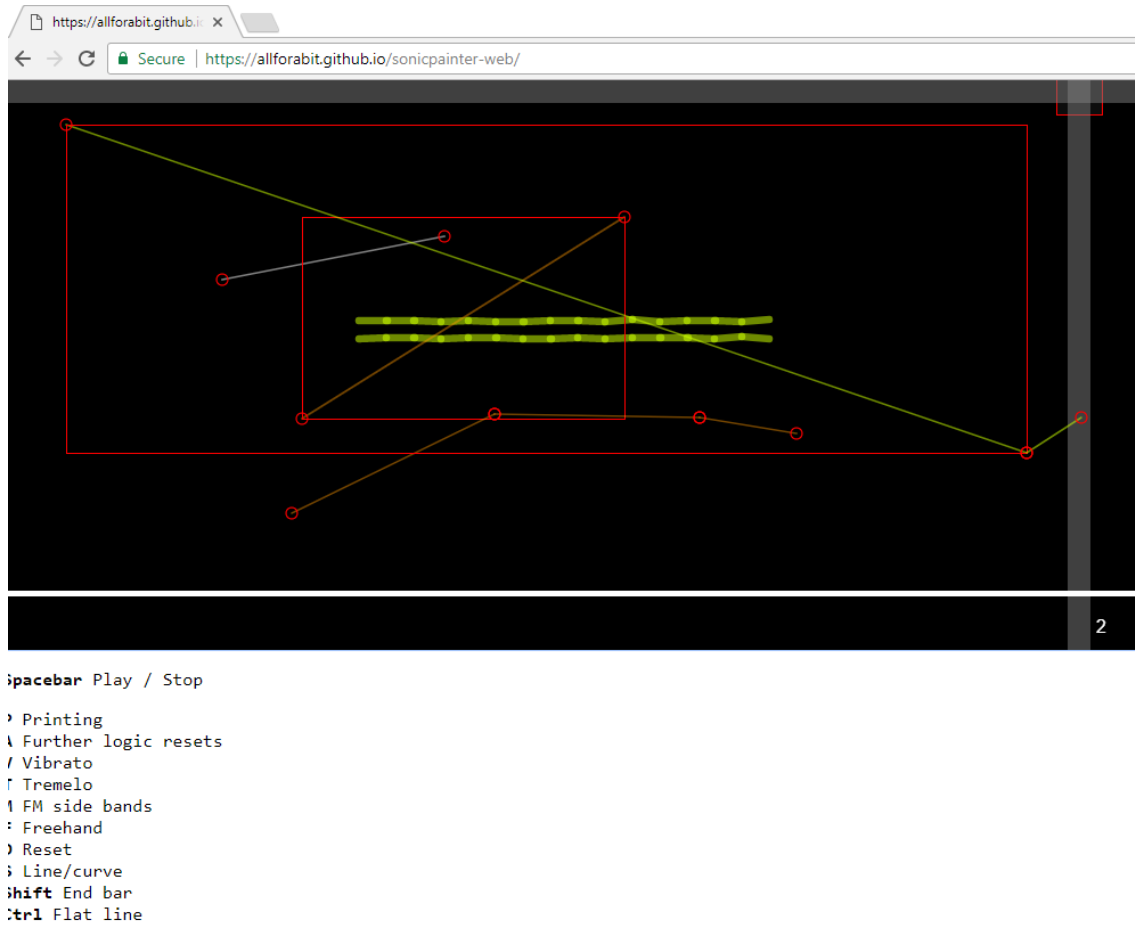 https://allforabit.github.i
Secure | https://allforabit.github.io/sonicpainter-web/
2
Spacebar Play / Stop
P Printing
A Further logic resets
V Vibrato
T Tremelo
M FM side bands
F Freehand
D Reset
S Line/curve
Shift End bar
Ctrl Flat line